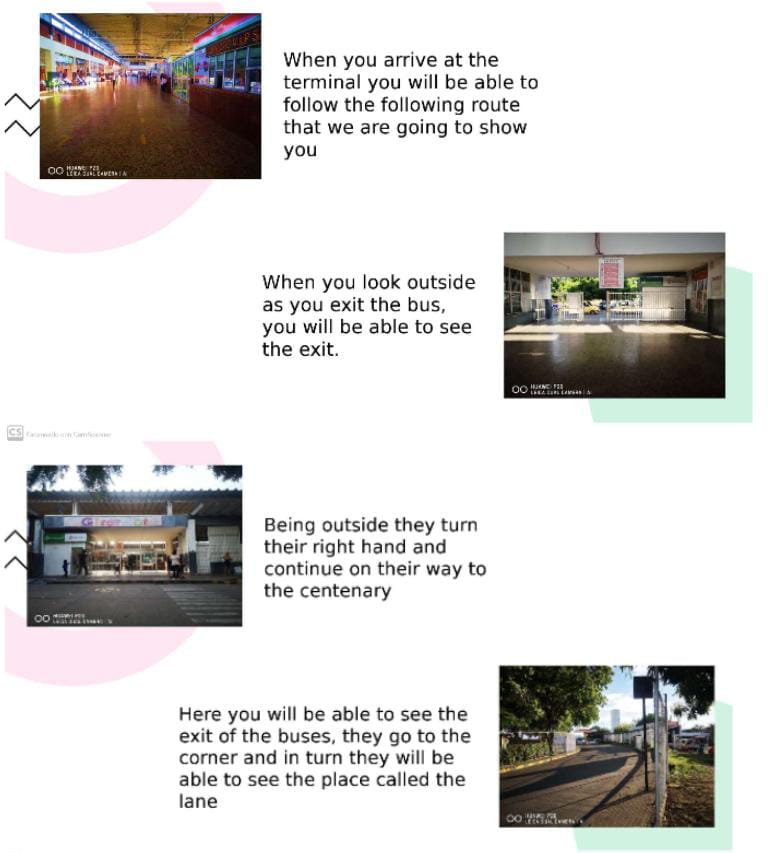 When you arrive at the
terminal you will be able to
follow the following route
that we are going to show
you
HUAWEI P20
LEICA DUAL CAMERA | AI
When you look outside
as you exit the bus,
you will be able to see
the exit.
HUAWEI P20
LEICA DUAL CAMERA | AI
CS Escaneado con CamScanner
Being outside they turn
their right hand and
continue on their way to
the centenary
HUAWEI P20
LEICA DUAL CAMERA | AI
Here you will be able to see the
exit of the buses, they go to the
corner and in turn they will be
able to see the place called the
lane
HUAWEI P20
LEICA DUAL CAMERA | AI